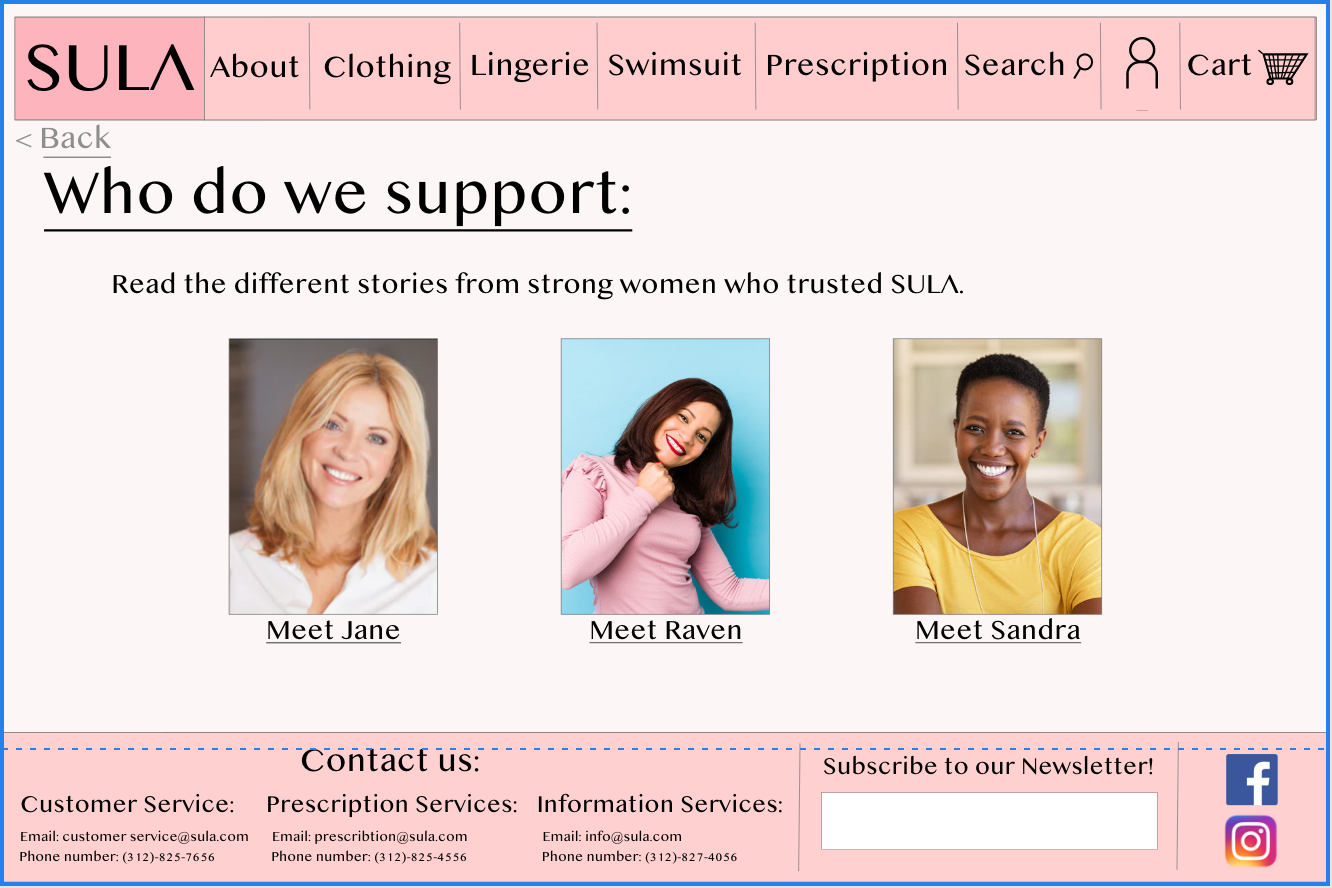 SULA About Clothing Lingerie Swimsuit Prescription Search Cart
< Back
Who do we support:
Read the different stories from strong women who trusted SULA.
Meet Jane Meet Raven Meet Sandra
Contact us:
Customer Service: Prescription Services: Information Services:
Email: customer service@sula.com Email: prescribtion@sula.com Email: info@sula.com
Phone number: (312)-825-7656 Phone number: (312)-825-4556 Phone number: (312)-827-4056
Subscribe to our Newsletter!